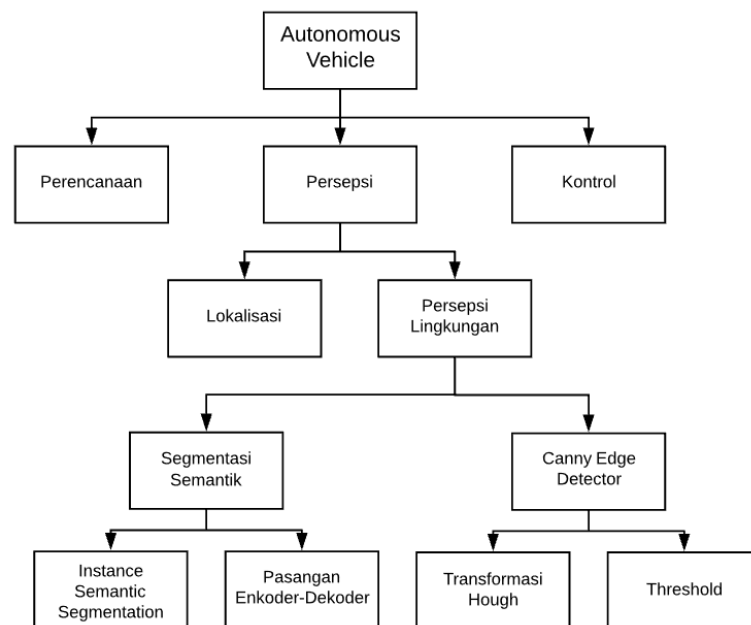 Autonomous
Vehicle
Perencanaan
Persepsi
Kontrol
Lokalisasi
Persepsi
Lingkungan
Segmentasi
Semantik
Canny Edge
Detector
Instance
Semantic
Segmentation
Pasangan
Enkoder-Dekoder
Transformasi
Hough
Threshold